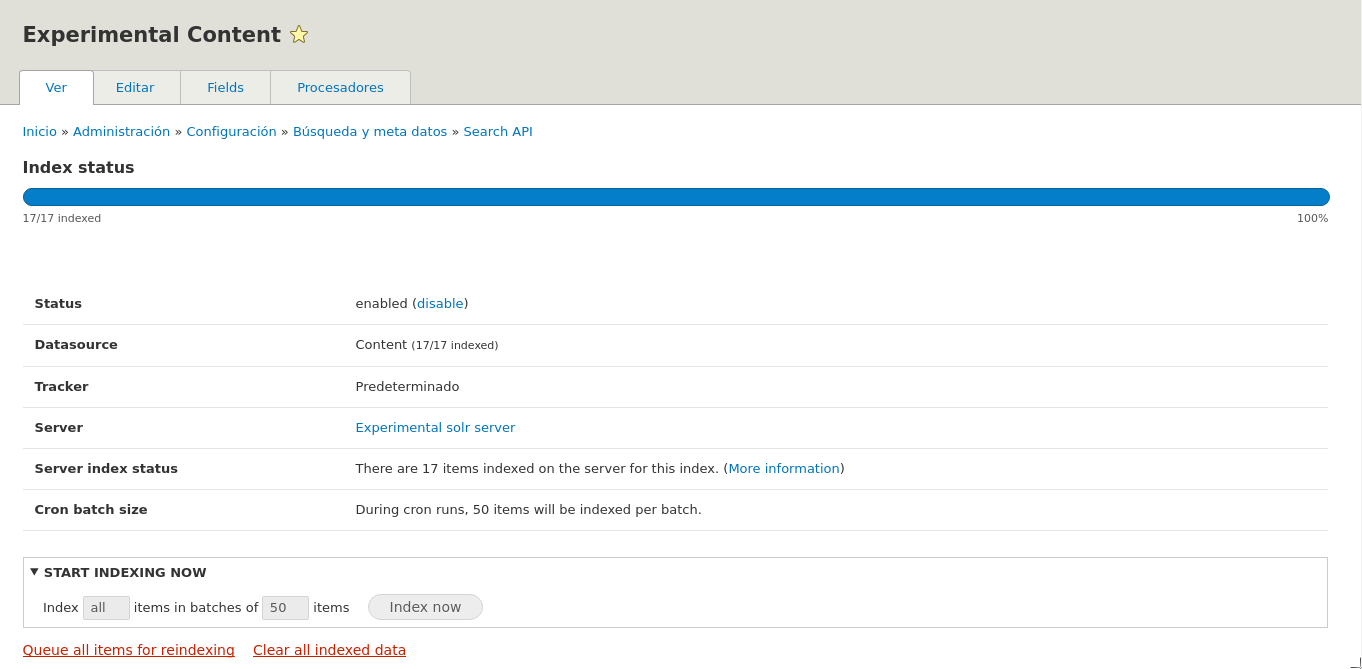 Experimental Content
Ver Editar Fields Procesadores
Inicio » Administración » Configuración » Búsqueda y meta datos » Search API
Index status
17/17 indexed 100%
Status enabled (disable)
Datasource Content (17/17 indexed)
Tracker Predeterminado
Server Experimental solr server
Server index status There are 17 items indexed on the server for this index. (More information)
Cron batch size During cron runs, 50 items will be indexed per batch.
START INDEXING NOW
Index all items in batches of 50 items Index now
Queue all items for reindexing Clear all indexed data